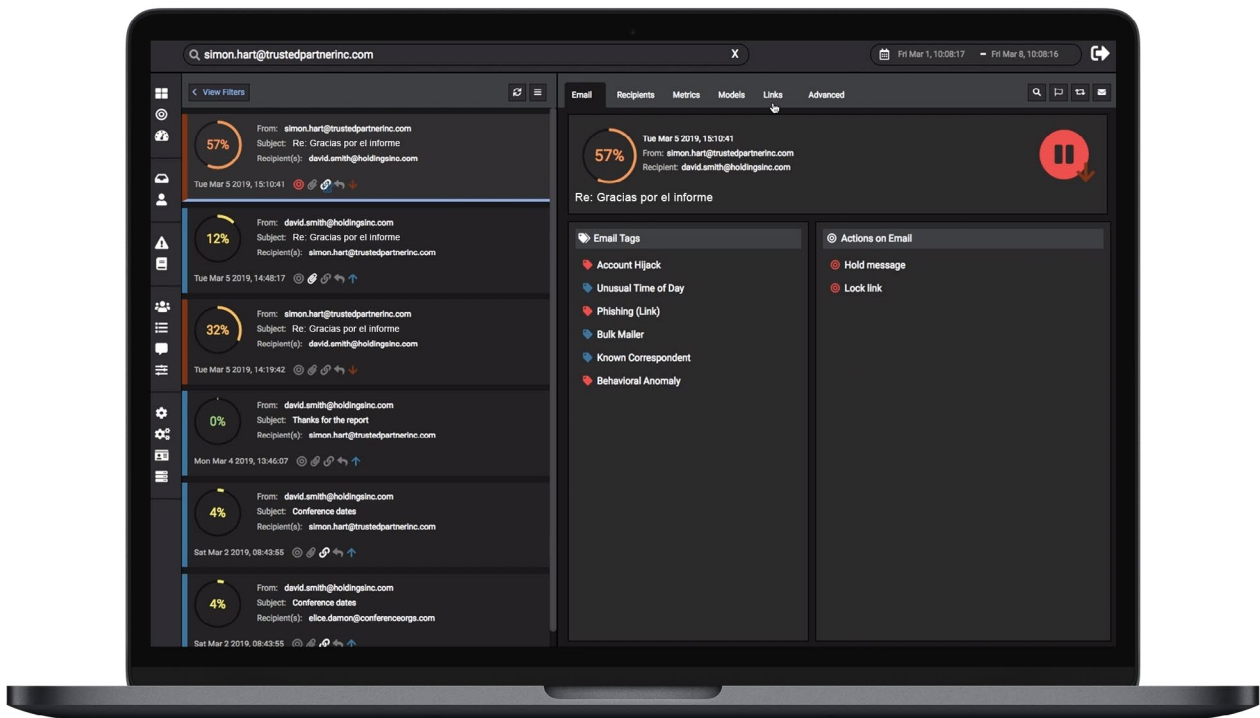 simon.hart@trustedpartnerinc.com X
Fri Mar 1, 10:08:17 – Fri Mar 8, 10:08:16
View Filters
57%
From: simon.hart@trustedpartnerinc.com
Subject: Re: Gracias por el informe
Recipient(s): david.smith@holdingsinc.com
Tue Mar 5 2019, 15:10:41
12%
From: david.smith@holdingsinc.com
Subject: Re: Gracias por el informe
Recipient(s): simon.hart@trustedpartnerinc.com
Tue Mar 5 2019, 14:48:17
32%
From: simon.hart@trustedpartnerinc.com
Subject: Re: Gracias por el informe
Recipient(s): david.smith@holdingsinc.com
Tue Mar 5 2019, 14:19:42
0%
From: david.smith@holdingsinc.com
Subject: Thanks for the report
Recipient(s): simon.hart@trustedpartnerinc.com
Mon Mar 4 2019, 13:46:07
4%
From: david.smith@holdingsinc.com
Subject: Conference dates
Recipient(s): simon.hart@trustedpartnerinc.com
Sat Mar 2 2019, 08:43:55
4%
From: david.smith@holdingsinc.com
Subject: Conference dates
Recipient(s): elice.damon@conferenceorgs.com
Sat Mar 2 2019, 08:43:55
Email Recipients Metrics Models Links Advanced
57%
Tue Mar 5 2019, 15:10:41
From: simon.hart@trustedpartnerinc.com
Recipient: david.smith@holdingsinc.com
Re: Gracias por el informe
Email Tags
Account Hijack
Unusual Time of Day
Phishing (Link)
Bulk Mailer
Known Correspondent
Behavioral Anomaly
Actions on Email
Hold message
Lock link